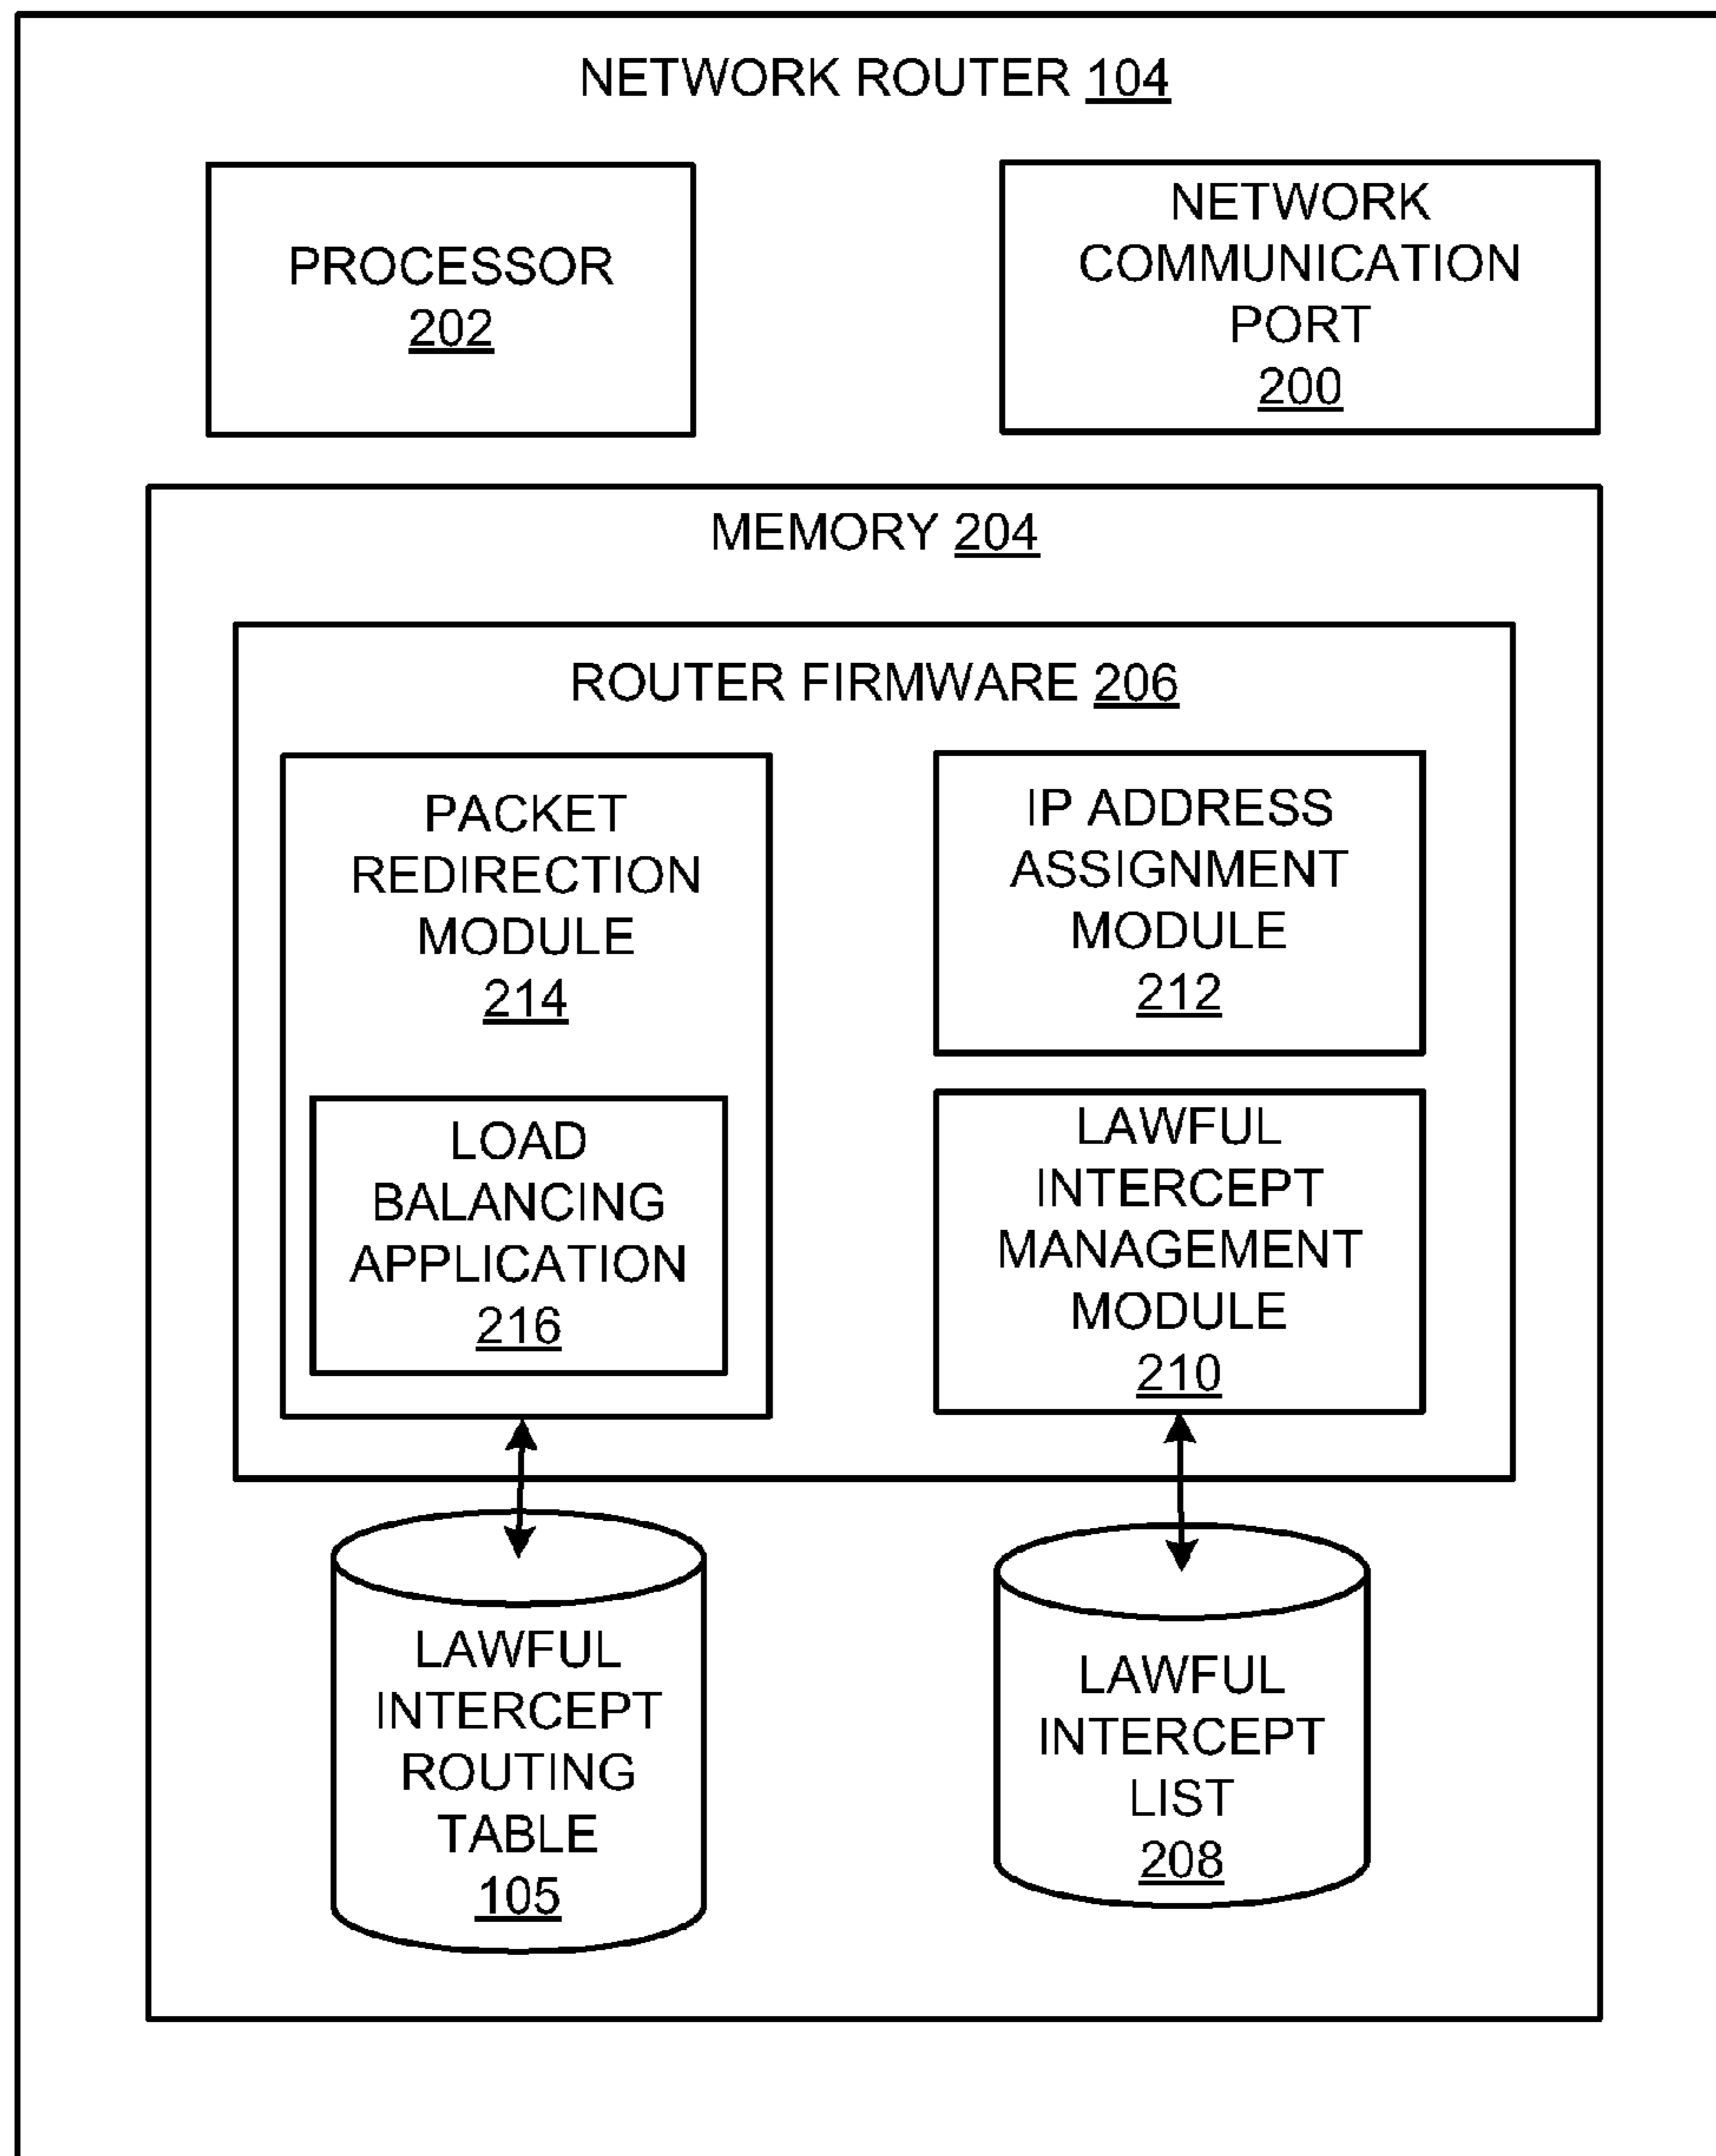 NETWORK ROUTER 104
PROCESSOR
202
NETWORK
COMMUNICATION
PORT
200
MEMORY 204
ROUTER FIRMWARE 206
PACKET
REDIRECTION
MODULE
214
LOAD
BALANCING
APPLICATION
216
IP ADDRESS
ASSIGNMENT
MODULE
212
LAWFUL
INTERCEPT
MANAGEMENT
MODULE
210
LAWFUL
INTERCEPT
ROUTING
TABLE
105
LAWFUL
INTERCEPT
LIST
208